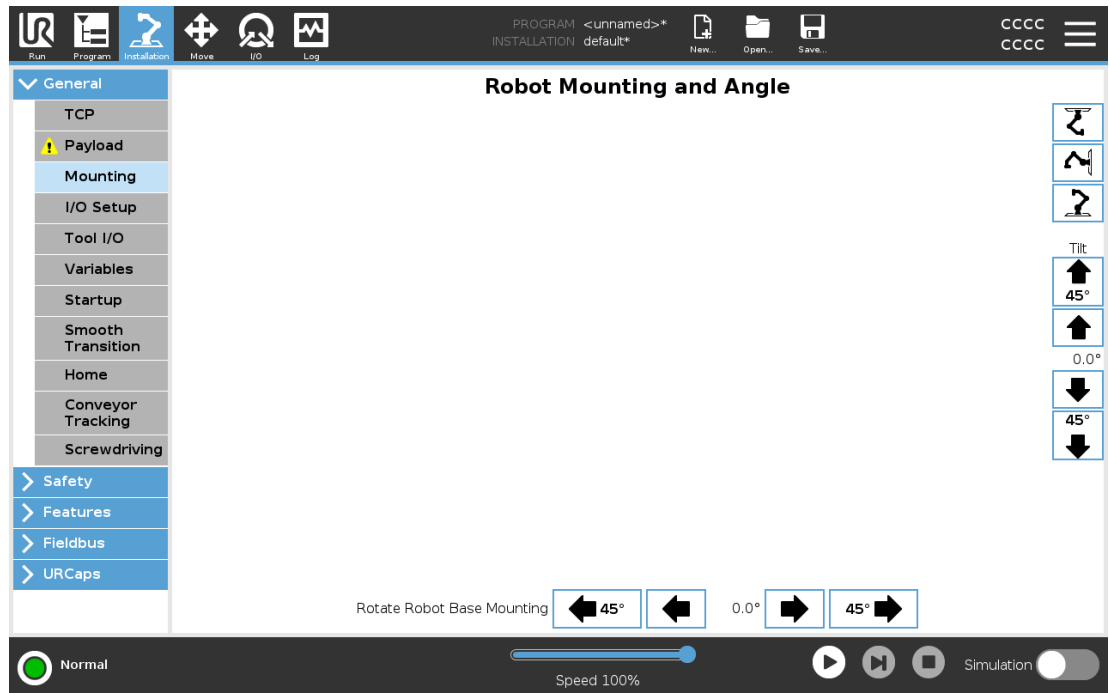 PROGRAM <unnamed>*
INSTALLATION default*
CCCC
CCCC
Run Program Installation Move I/O Log New... Open... Save...
General
TCP
Payload
Mounting
I/O Setup
Tool I/O
Variables
Startup
Smooth
Transition
Home
Conveyor
Tracking
Screwdriving
Safety
Features
Fieldbus
URCaps
Robot Mounting and Angle
Tilt
45°
0.0°
45°
Rotate Robot Base Mounting 45° 0.0° 45°
Normal
Speed 100%
Simulation